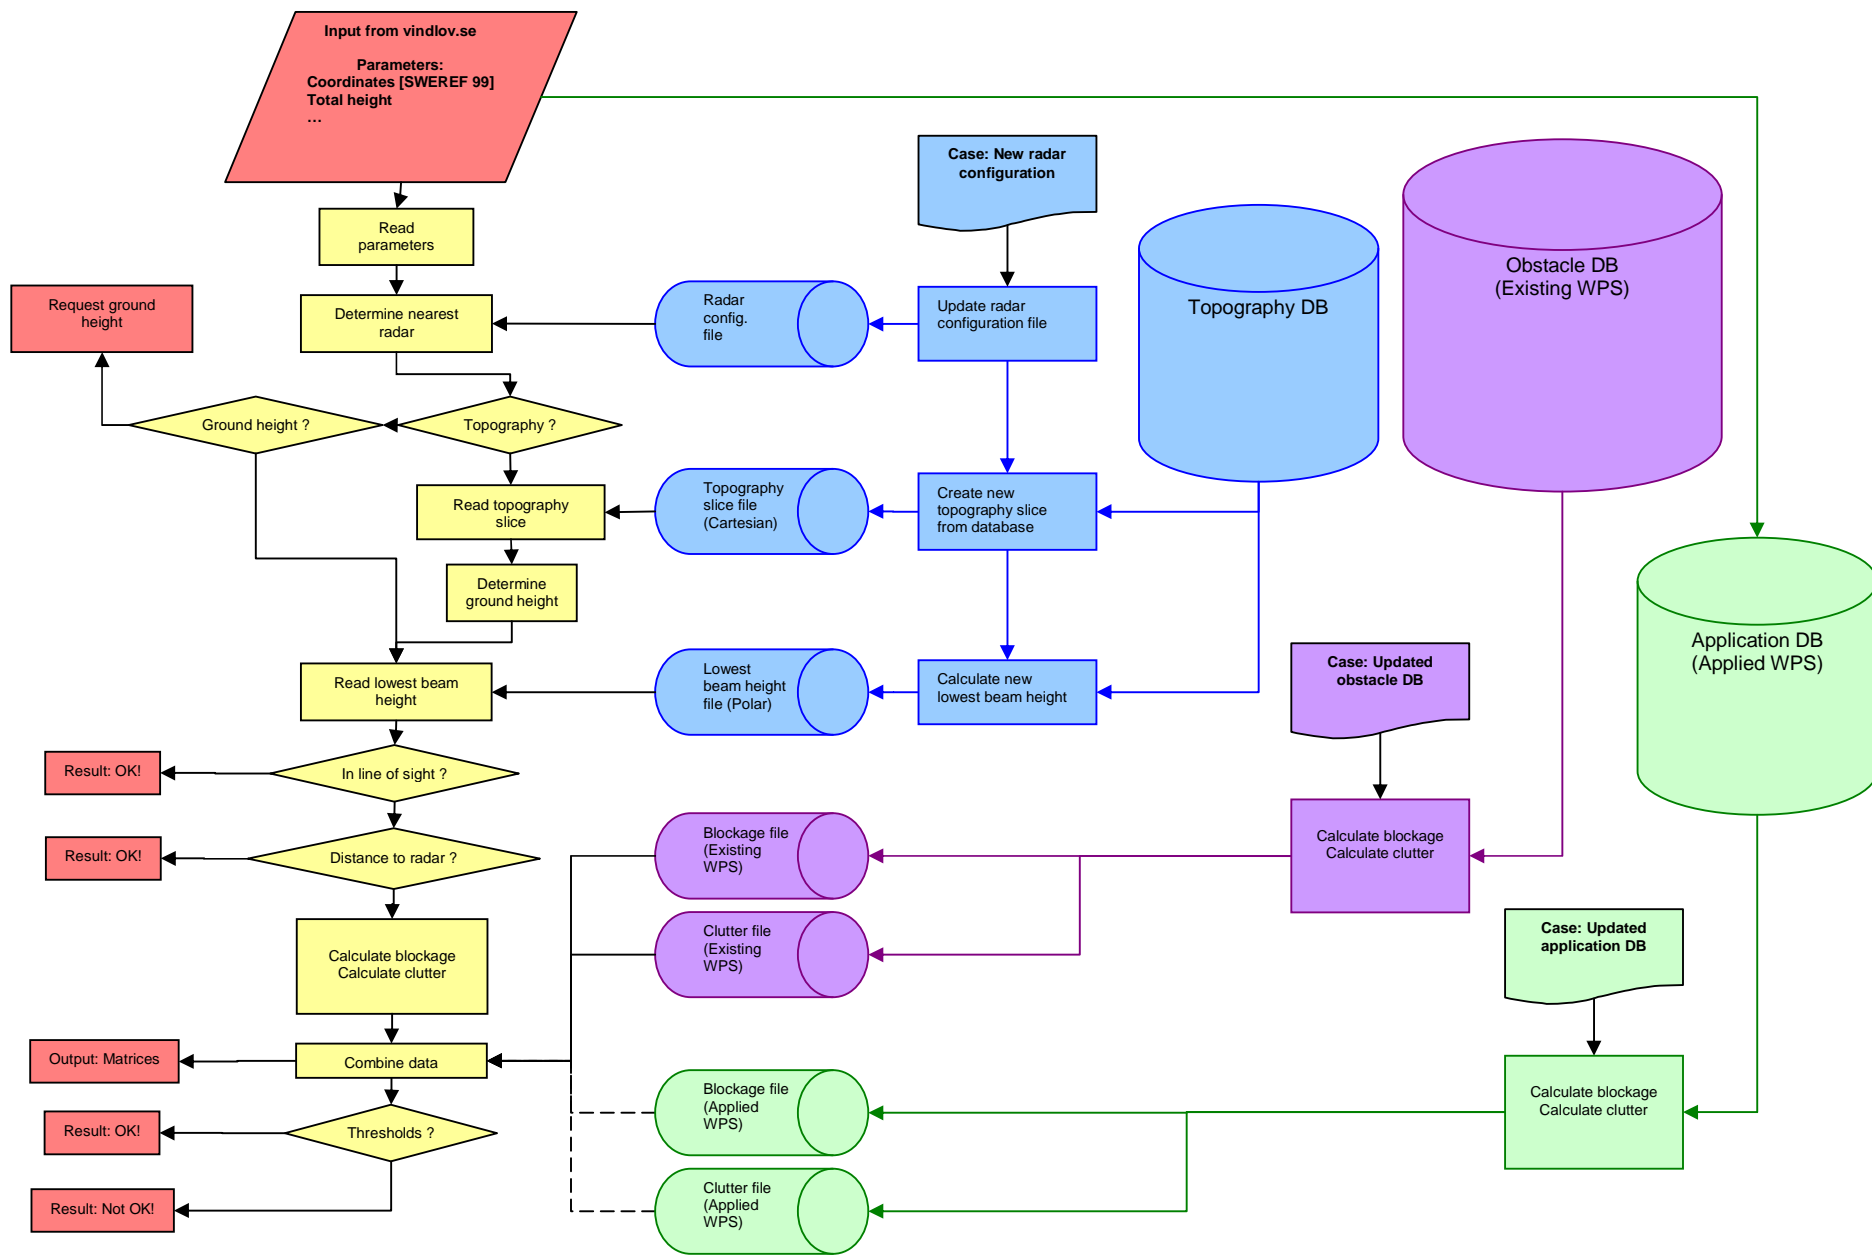 Input from vindlov.se
Parameters:
Coordinates [SWEREF 99]
Total height
...
Case: New radar
configuration
Read
parameters
Obstacle DB
(Existing WPS)
Request ground
height
Determine nearest
radar
Radar
config.
file
Update radar
configuration file
Topography DB
Ground height ?
Topography ?
Read topography
slice
Topography
slice file
(Cartesian)
Create new
topography slice
from database
Determine
ground height
Application DB
(Applied WPS)
Read lowest beam
height
Lowest
beam height
file (Polar)
Calculate new
lowest beam height
Case: Updated
obstacle DB
Result: OK!
In line of sight ?
Result: OK!
Distance to radar ?
Blockage file
(Existing
WPS)
Calculate blockage
Calculate clutter
Calculate blockage
Calculate clutter
Clutter file
(Existing
WPS)
Case: Updated
application DB
Output: Matrices
Combine data
Blockage file
(Applied
WPS)
Calculate blockage
Calculate clutter
Result: OK!
Thresholds ?
Result: Not OK!
Clutter file
(Applied
WPS)